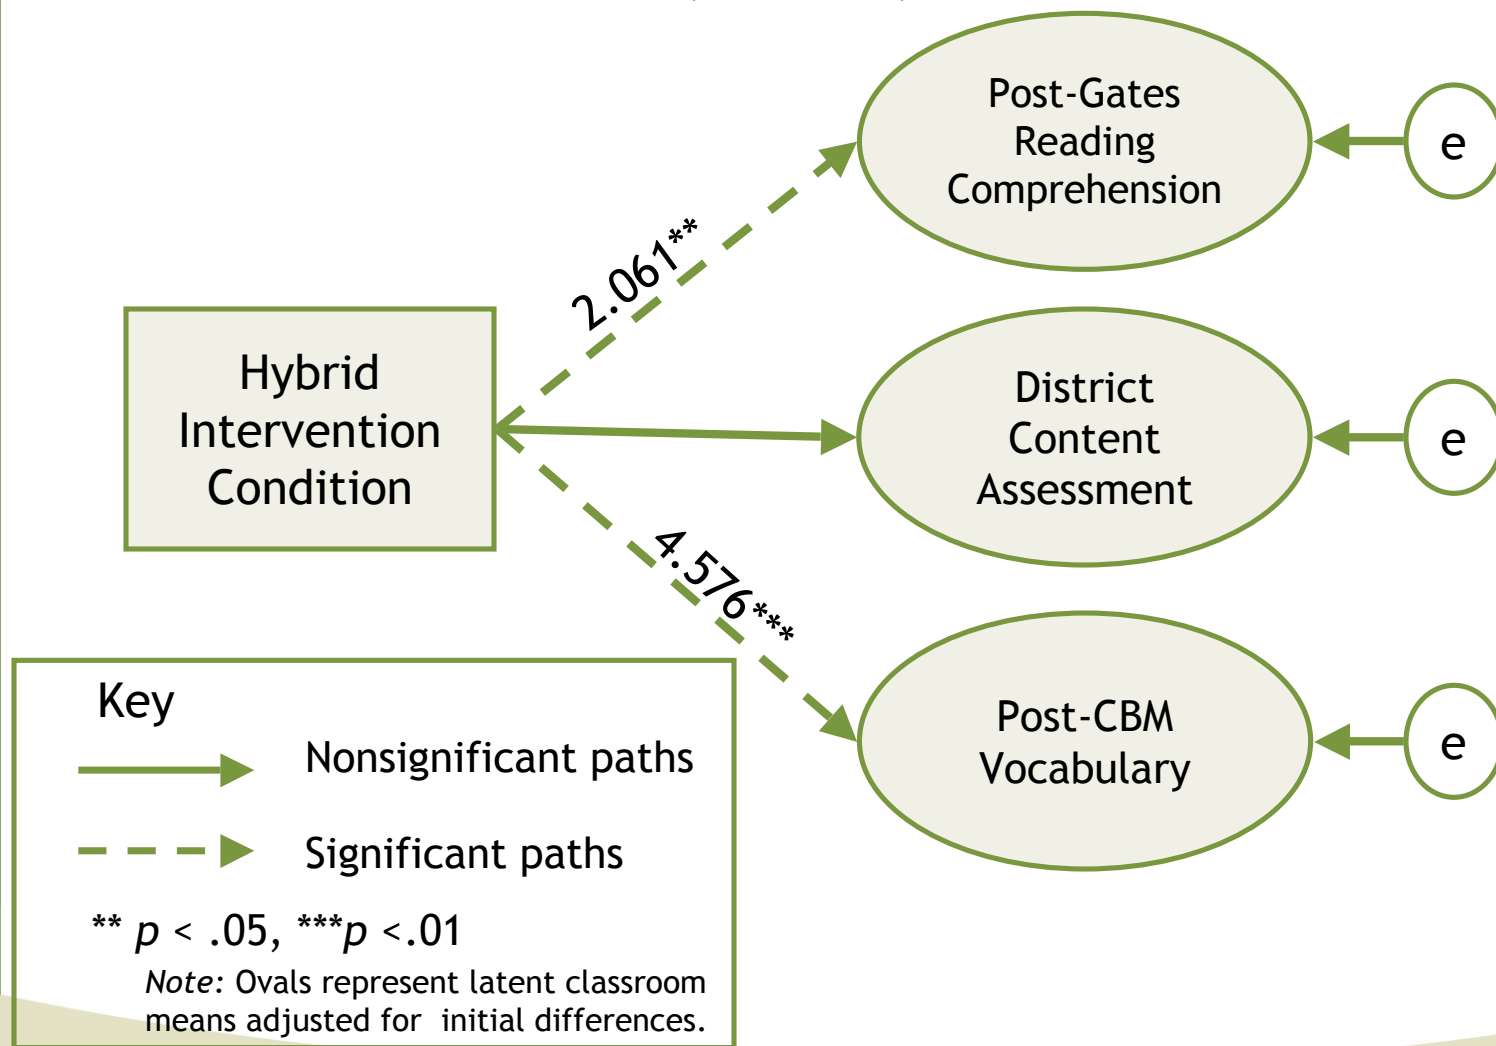 Post-Gates
Reading
Comprehension
e
2.061**
Hybrid
Intervention
Condition
District
Content
Assessment
e
4.576***
Post-CBM
Vocabulary
e
Key
Nonsignificant paths
Significant paths
** p < .05, ***p <.01
Note: Ovals represent latent classroom
means adjusted for  initial differences.